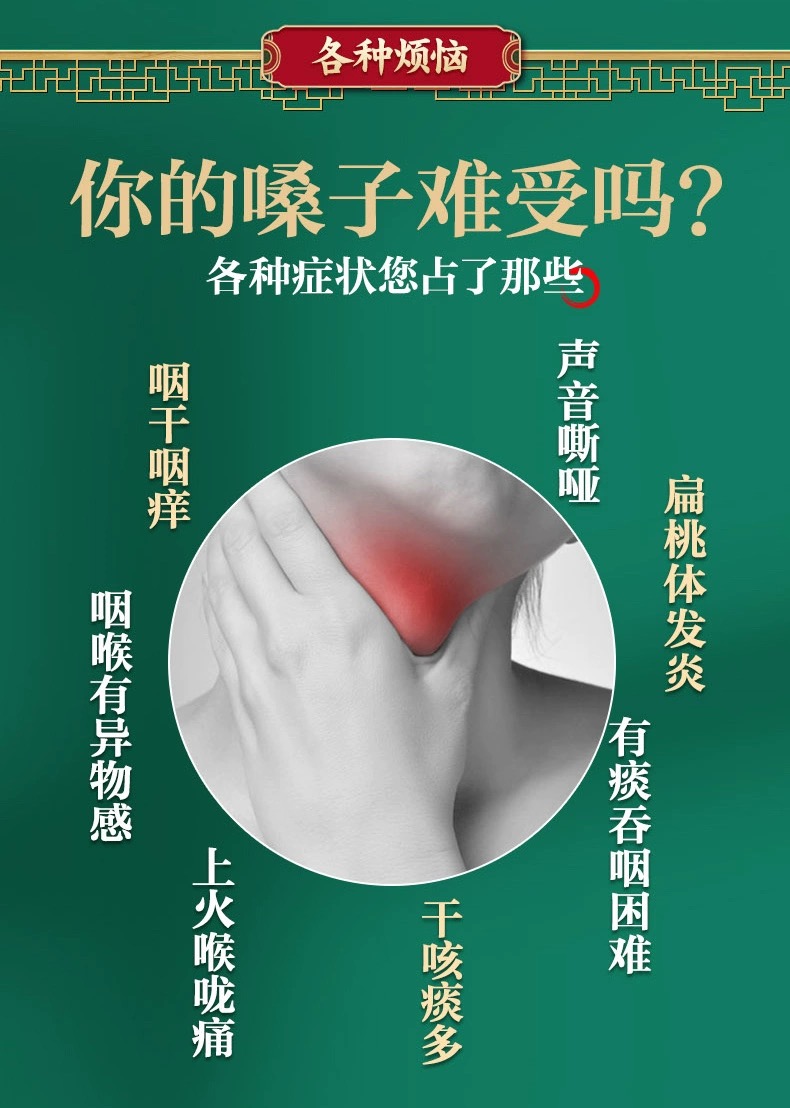 各种烦恼
你的嗓子难受吗?
各种症状您占了那些
声音嘶哑
咽干咽痒
扁桃体发炎
咽喉有异物感
有痰吞咽困难
上火喉咙痛
干咳痰多